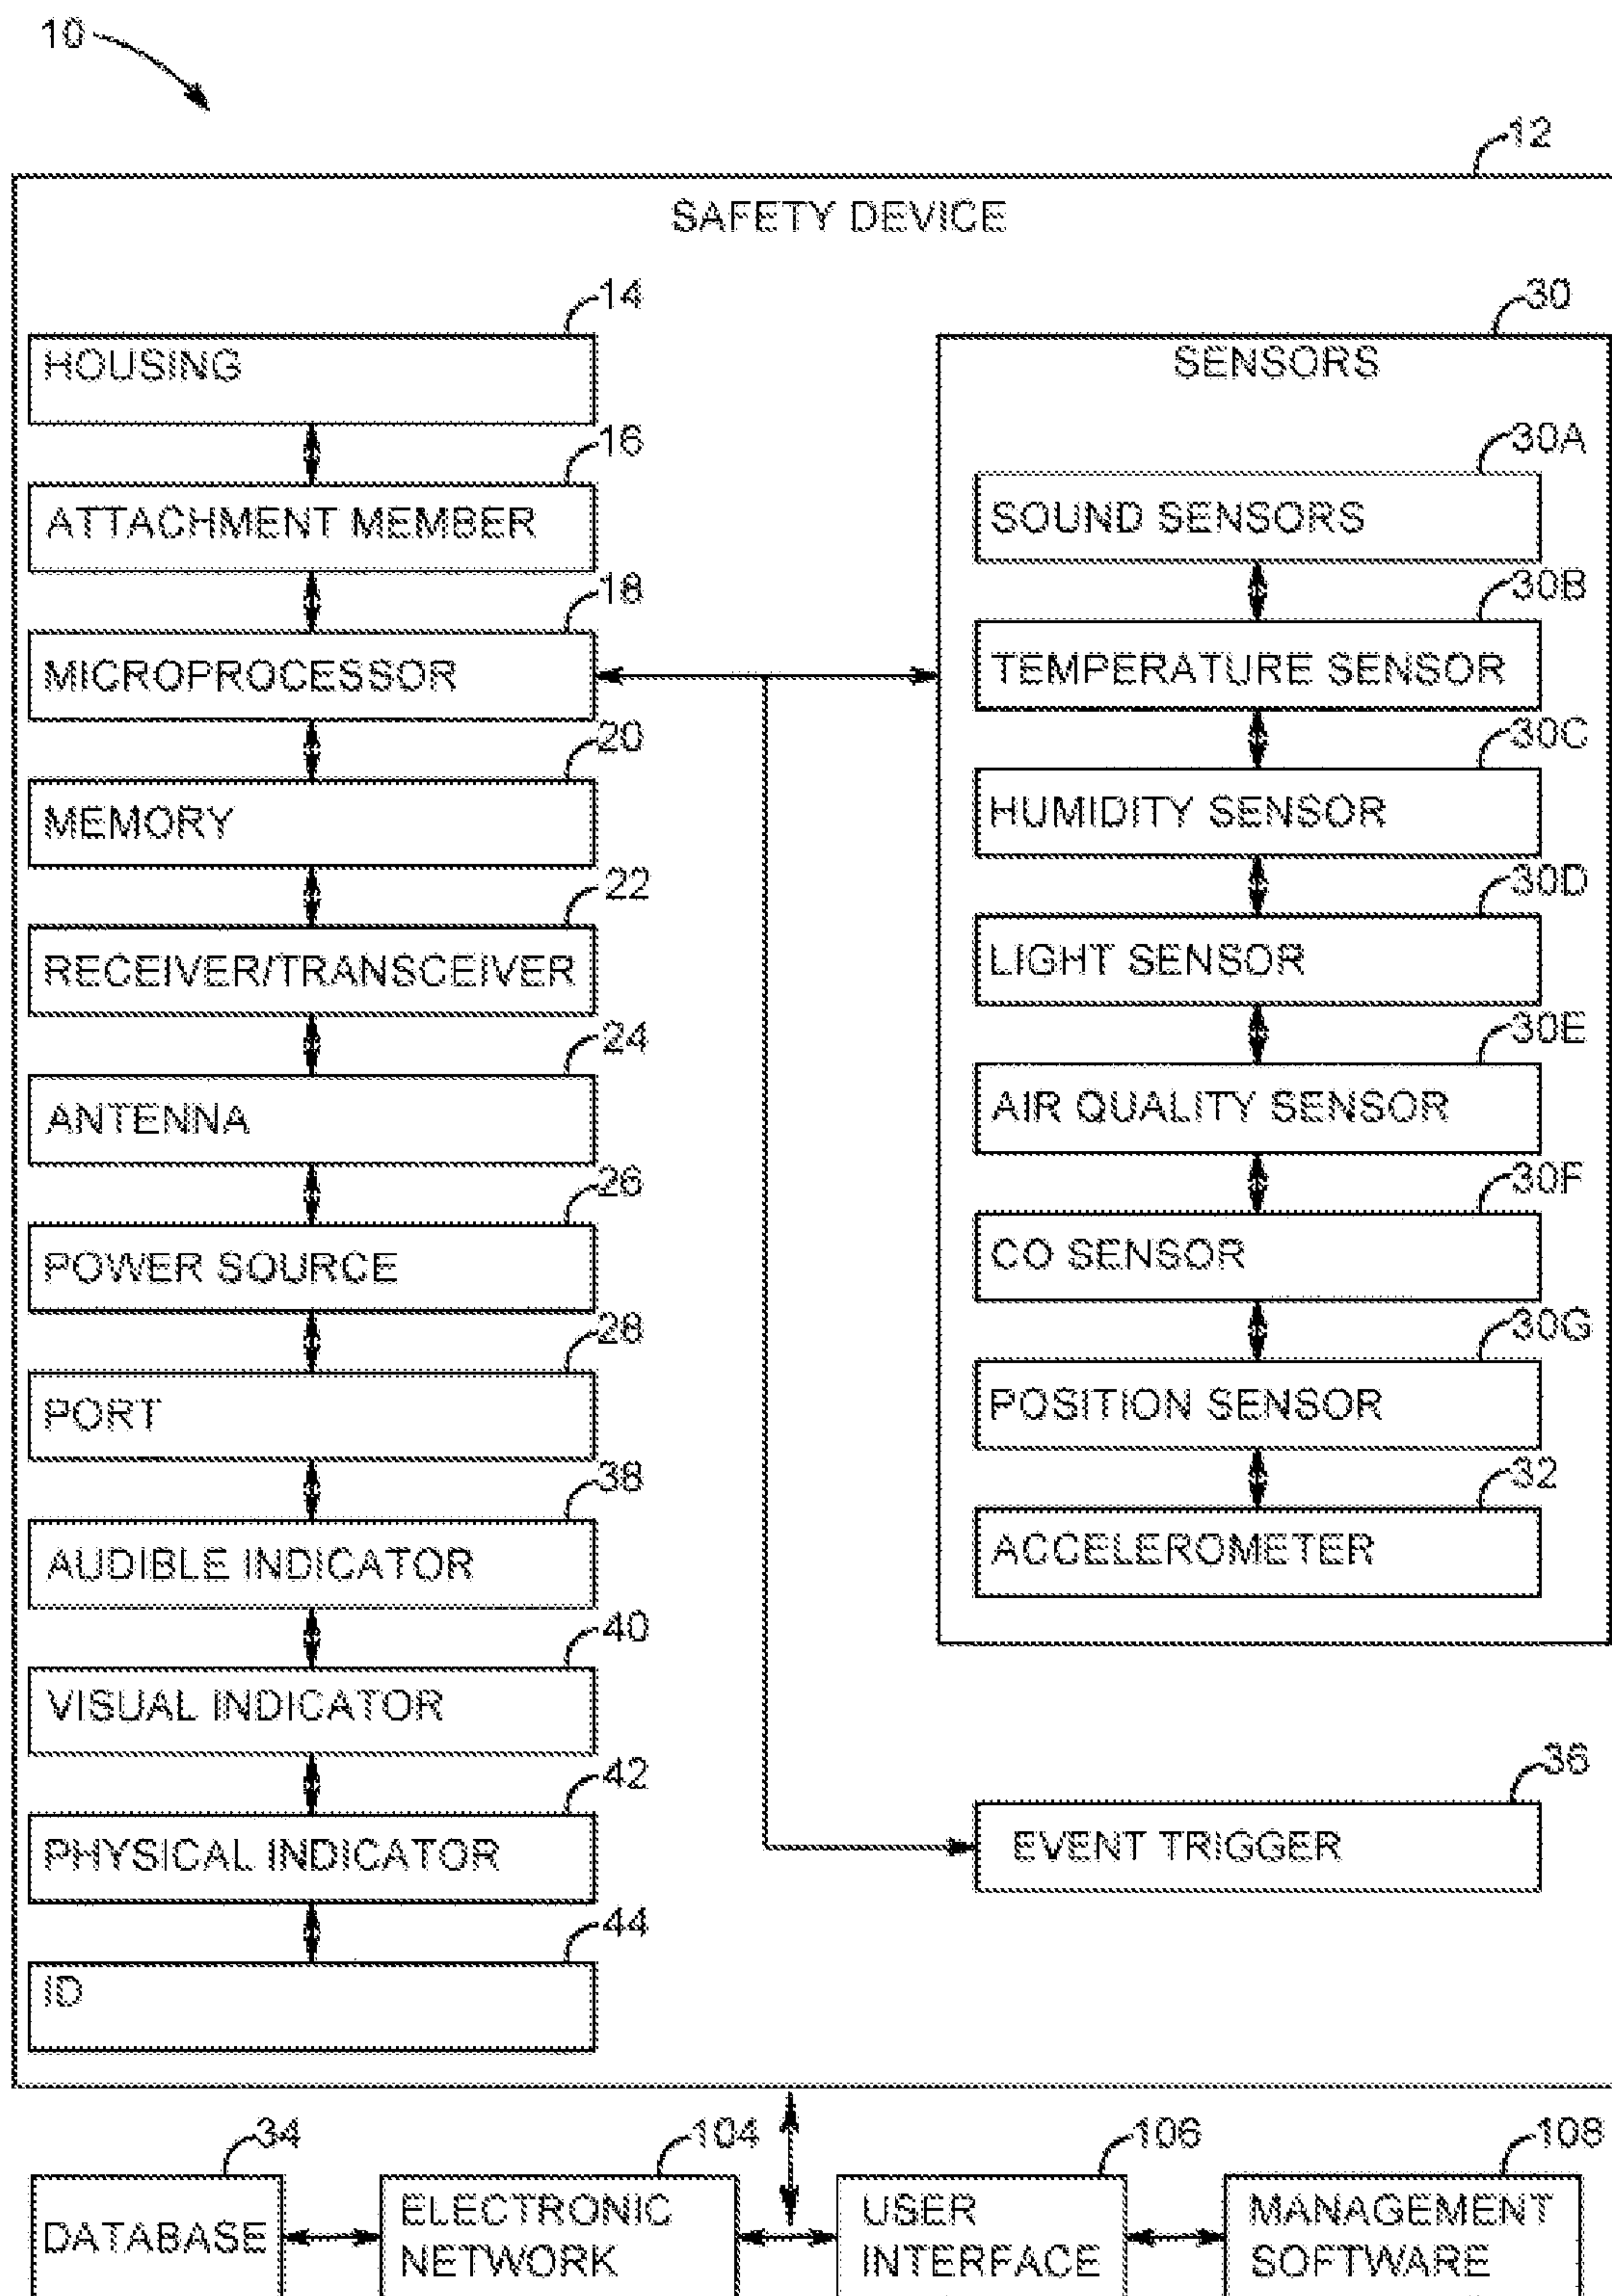 10
12
SAFETY DEVICE
14
HOUSING
16
ATTACHMENT MEMBER
18
MICROPROCESSOR
20
MEMORY
22
RECEIVER/TRANSCEIVER
24
ANTENNA
26
POWER SOURCE
28
PORT
38
AUDIBLE INDICATOR
40
VISUAL INDICATOR
42
PHYSICAL INDICATOR
44
ID
30
SENSORS
30A
SOUND SENSORS
30B
TEMPERATURE SENSOR
30C
HUMIDITY SENSOR
30D
LIGHT SENSOR
30E
AIR QUALITY SENSOR
30F
CO SENSOR
30G
POSITION SENSOR
32
ACCELEROMETER
36
EVENT TRIGGER
34
DATABASE
104
ELECTRONIC
NETWORK
106
USER
INTERFACE
108
MANAGEMENT
SOFTWARE